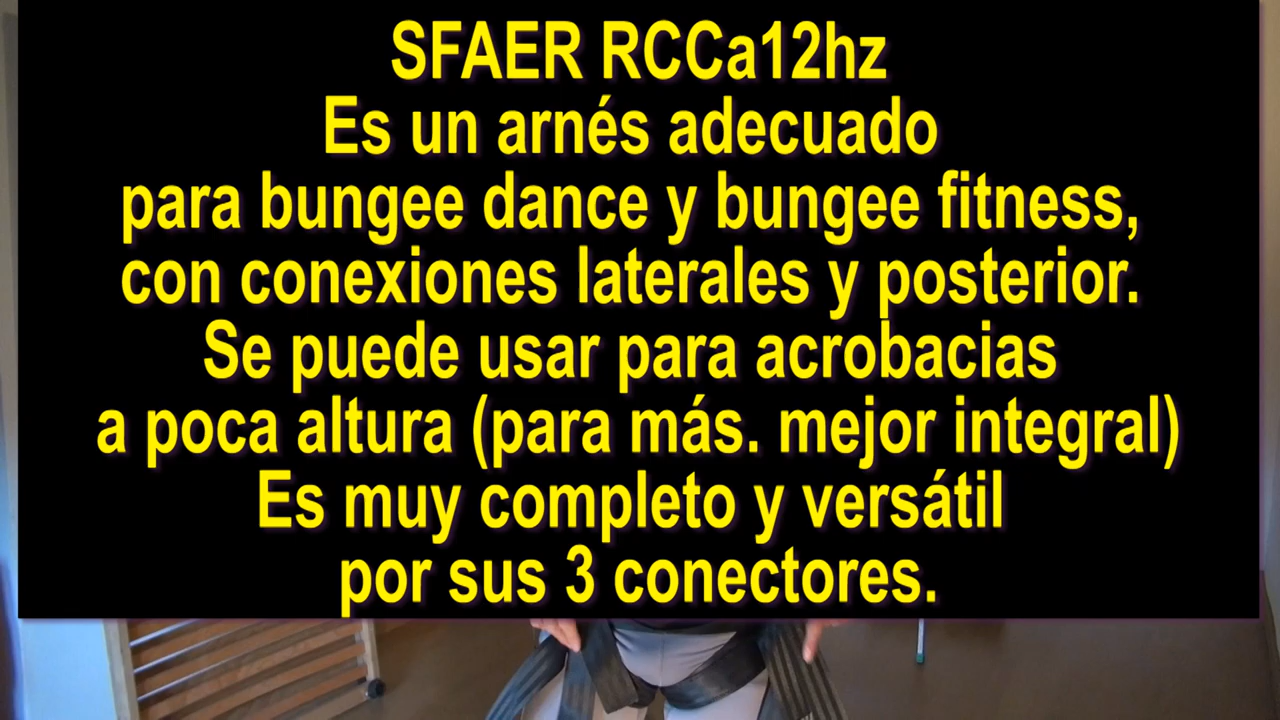 SFAER RCCa12hz
Es un arnés adecuado
para bungee dance y bungee fitness,
con conexiones laterales y posterior.
Se puede usar para acrobacias
a poca altura (para más. mejor integral)
Es muy completo y versátil
por sus 3 conectores.